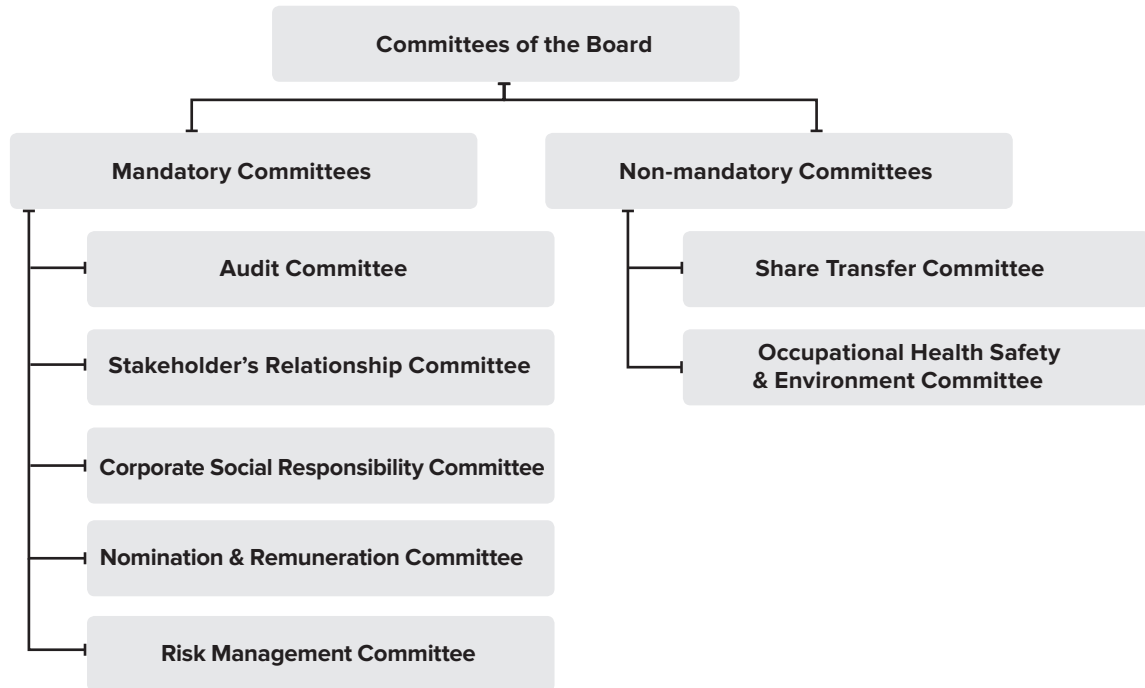 Committees of the Board
Mandatory Committees
Non-mandatory Committees
Audit Committee
Stakeholder’s Relationship Committee
Corporate Social Responsibility Committee
Nomination & Remuneration Committee
Risk Management Committee
Share Transfer Committee
Occupational Health Safety
& Environment Committee